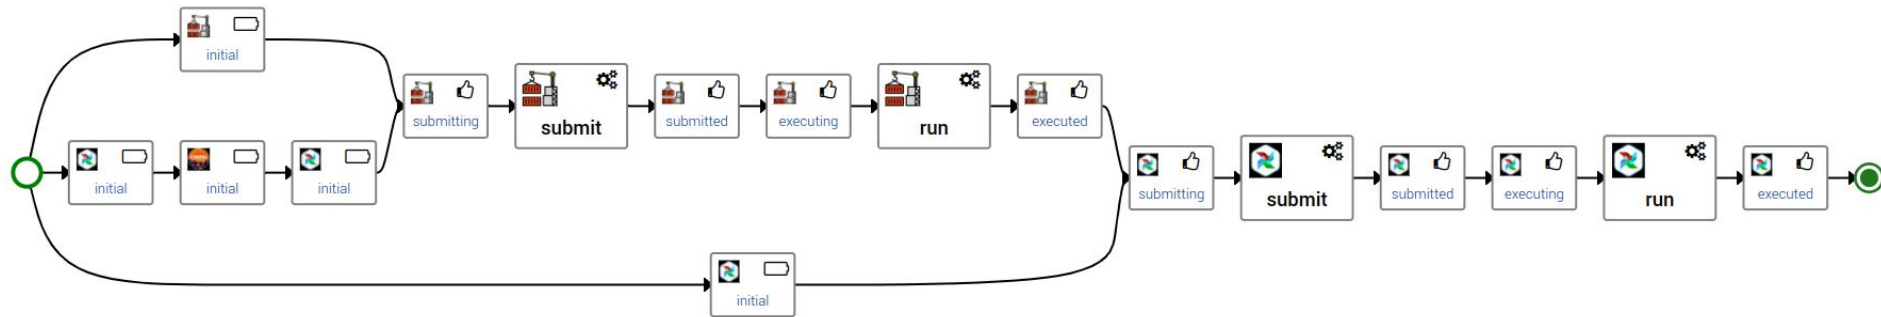 initial
submitting
submit
submitted
executing
run
executed
initial
initial
initial
submitting
submit
submitted
executing
run
executed
initial